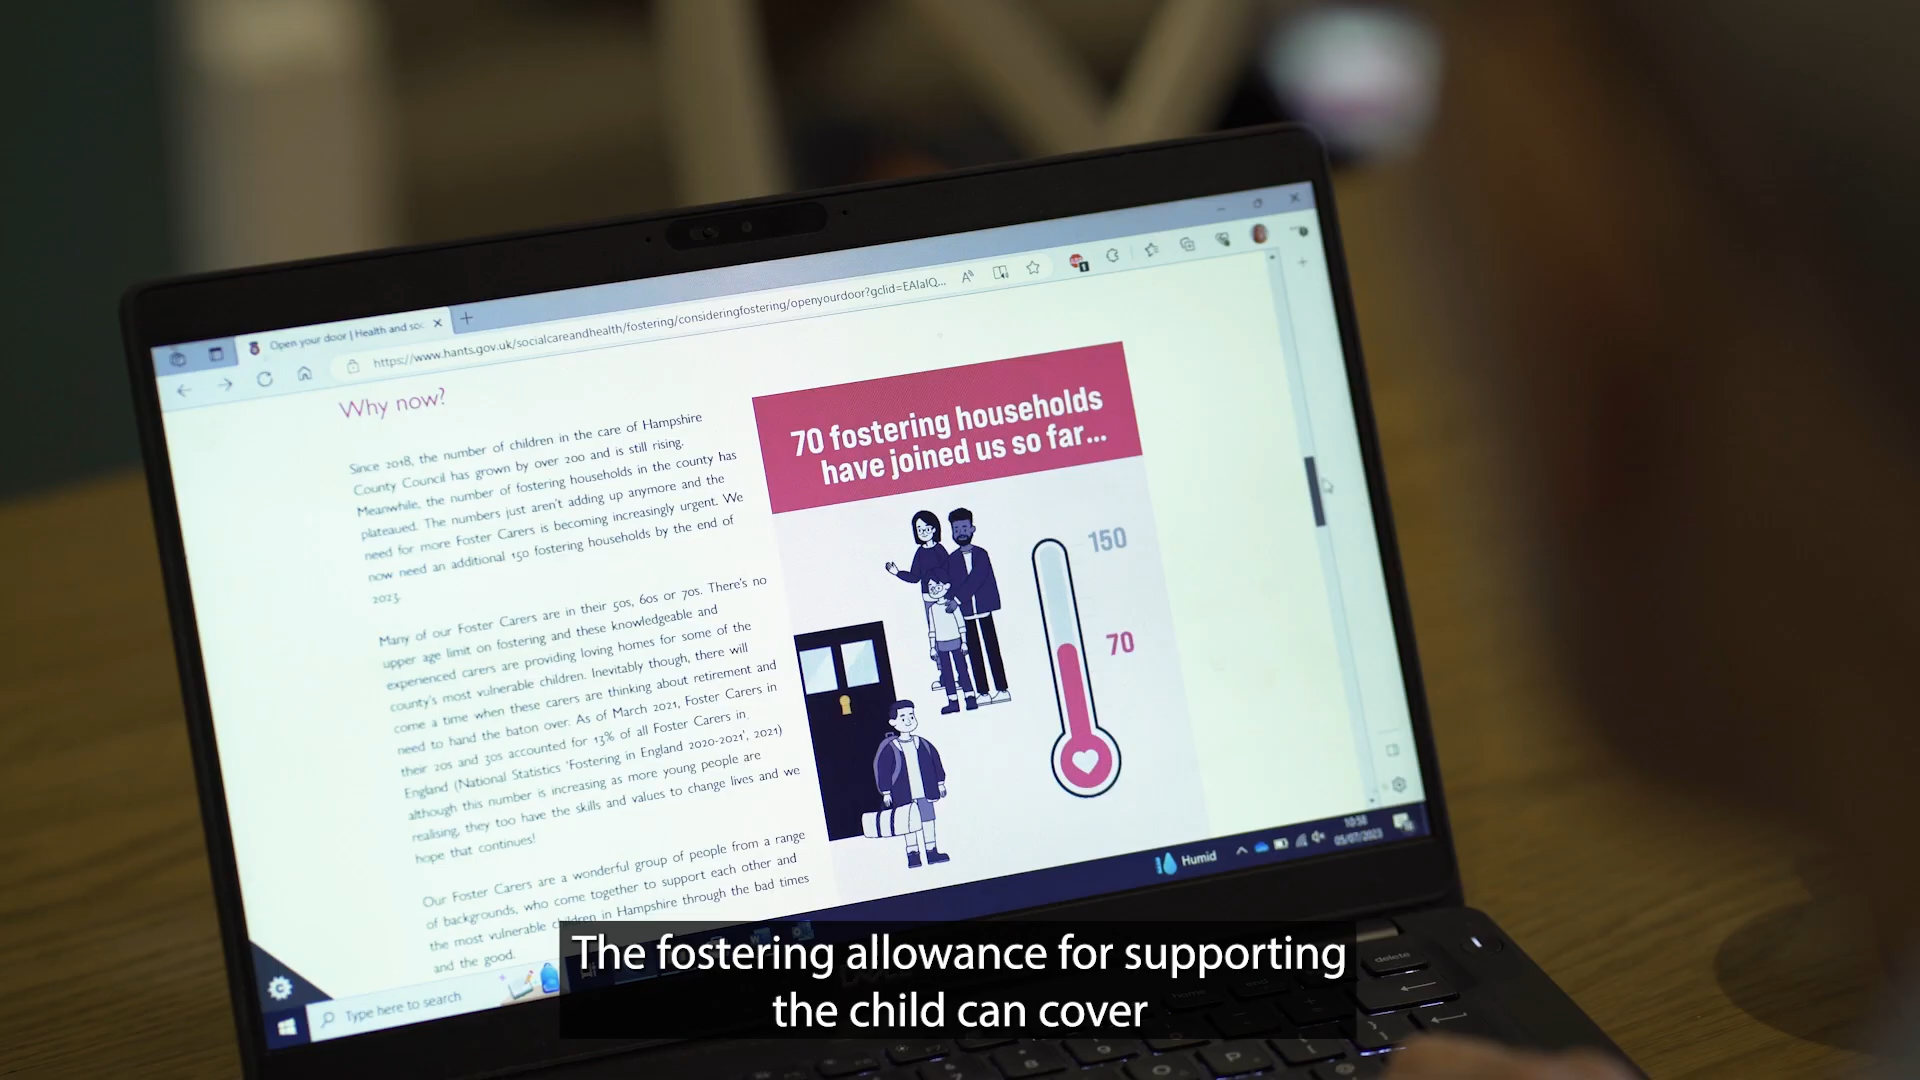 Open your door | Health and so
https://www.hants.gov.uk/socialcareandhealth/fostering/consideringfostering/openyourdoor?gclid=EAIaIQ...
Why now?
Since 2018, the number of children in the care of Hampshire
County Council has grown by over 200 and is still rising.
Meanwhile, the number of fostering households in the county has
plateaued. The numbers just aren't adding up anymore and the
need for more Foster Carers is becoming increasingly urgent. We
now need an additional 150 fostering households by the end of
2023.
Many of our Foster Carers are in their 50s, 60s or 70s. There's no
upper age limit on fostering and these knowledgeable and
experienced carers are providing loving homes for some of the
county's most vulnerable children. Inevitably though, there will
come a time when these carers are thinking about retirement and
need to hand the baton over. As of March 2021, Foster Carers in
their 20s and 30s accounted for 13% of all Foster Carers in
England (National Statistics 'Fostering in England 2020-2021', 2021)
although this number is increasing as more young people are
realising, they too have the skills and values to change lives and we
hope that continues!
Our Foster Carers are a wonderful group of people from a range
of backgrounds, who come together to support each other and
the most vulnerable children in Hampshire through the bad times
and the good.
70 fostering households
have joined us so far...
150
70
Humid
10:58
05/07/2023
Type here to search
delete
The fostering allowance for supporting
the child can cover